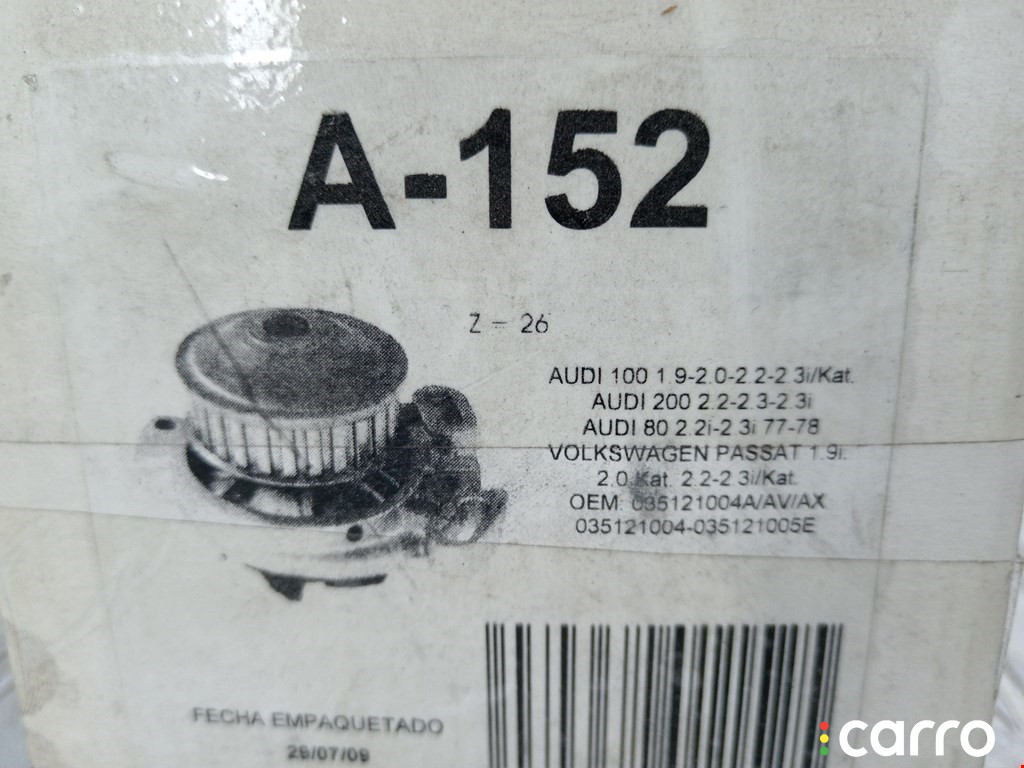 A-152
Z - 26
AUDI 100 1.9-2.0-2.2-2.3i/Kat.
AUDI 200 2.2-2.3-2.3i
AUDI 80 2.2i-2.3i 77-78
VOLKSWAGEN PASSAT 1.9i.
2.0 Kat. 2.2-2.3i/Kat.
OEM: 035121004A/AV/AX
035121004-035121005E
FECHA EMPAQUETADO
29/07/09
carro